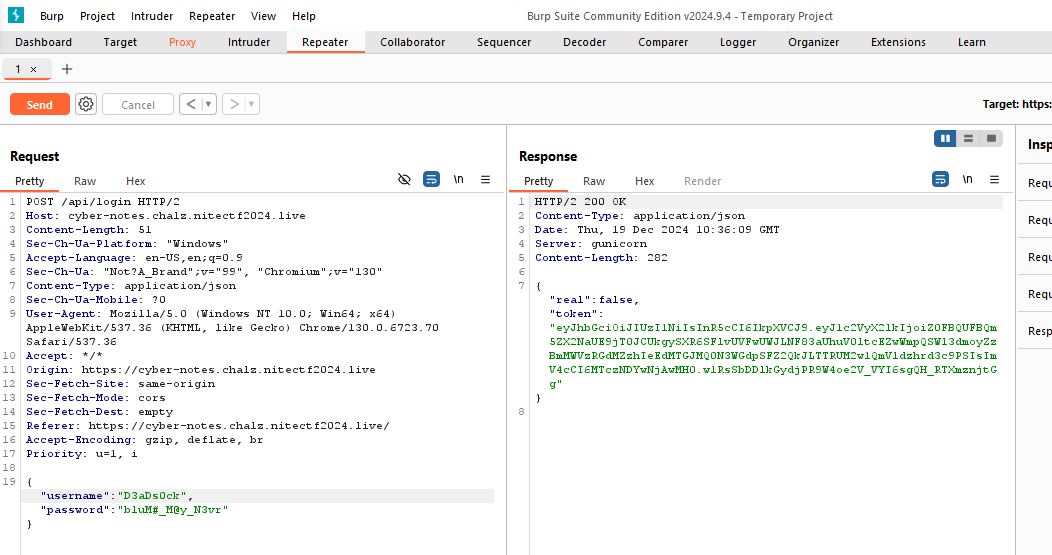 Burp Project Intruder Repeater View Help Burp Suite Community Edition v2024.9.4 - Temporary Project
Dashboard Target Proxy Intruder Repeater Collaborator Sequencer Decoder Comparer Logger Organizer Extensions Learn
1 × +
Send Cancel < > Target: https:
Request
Pretty Raw Hex \n
1 POST /api/login HTTP/2
2 Host: cyber-notes.chalz.nitectf2024.live
3 Content-Length: 51
4 Sec-Ch-Ua-Platform: "Windows"
5 Accept-Language: en-US,en;q=0.9
6 Sec-Ch-Ua: "Not?A_Brand";v="99", "Chromium";v="130"
7 Content-Type: application/json
8 Sec-Ch-Ua-Mobile: ?0
9 User-Agent: Mozilla/5.0 (Windows NT 10.0; Win64; x64)
AppleWebKit/537.36 (KHTML, like Gecko) Chrome/130.0.6723.70
Safari/537.36
10 Accept: */*
11 Origin: https://cyber-notes.chalz.nitectf2024.live
12 Sec-Fetch-Site: same-origin
13 Sec-Fetch-Mode: cors
14 Sec-Fetch-Dest: empty
15 Referer: https://cyber-notes.chalz.nitectf2024.live/
16 Accept-Encoding: gzip, deflate, br
17 Priority: u=1, i
18
19 {
"username":"D3aDs0ck",
"password":"bluM#_M@y_N3vr"
}
Response
Pretty Raw Hex Render \n
1 HTTP/2 200 OK
2 Content-Type: application/json
3 Date: Thu, 19 Dec 2024 10:36:09 GMT
4 Server: gunicorn
5 Content-Length: 282
6
7 {
"real":false,
"token":
}
8
Insp
Requ
Requ
Requ
Requ
Resp